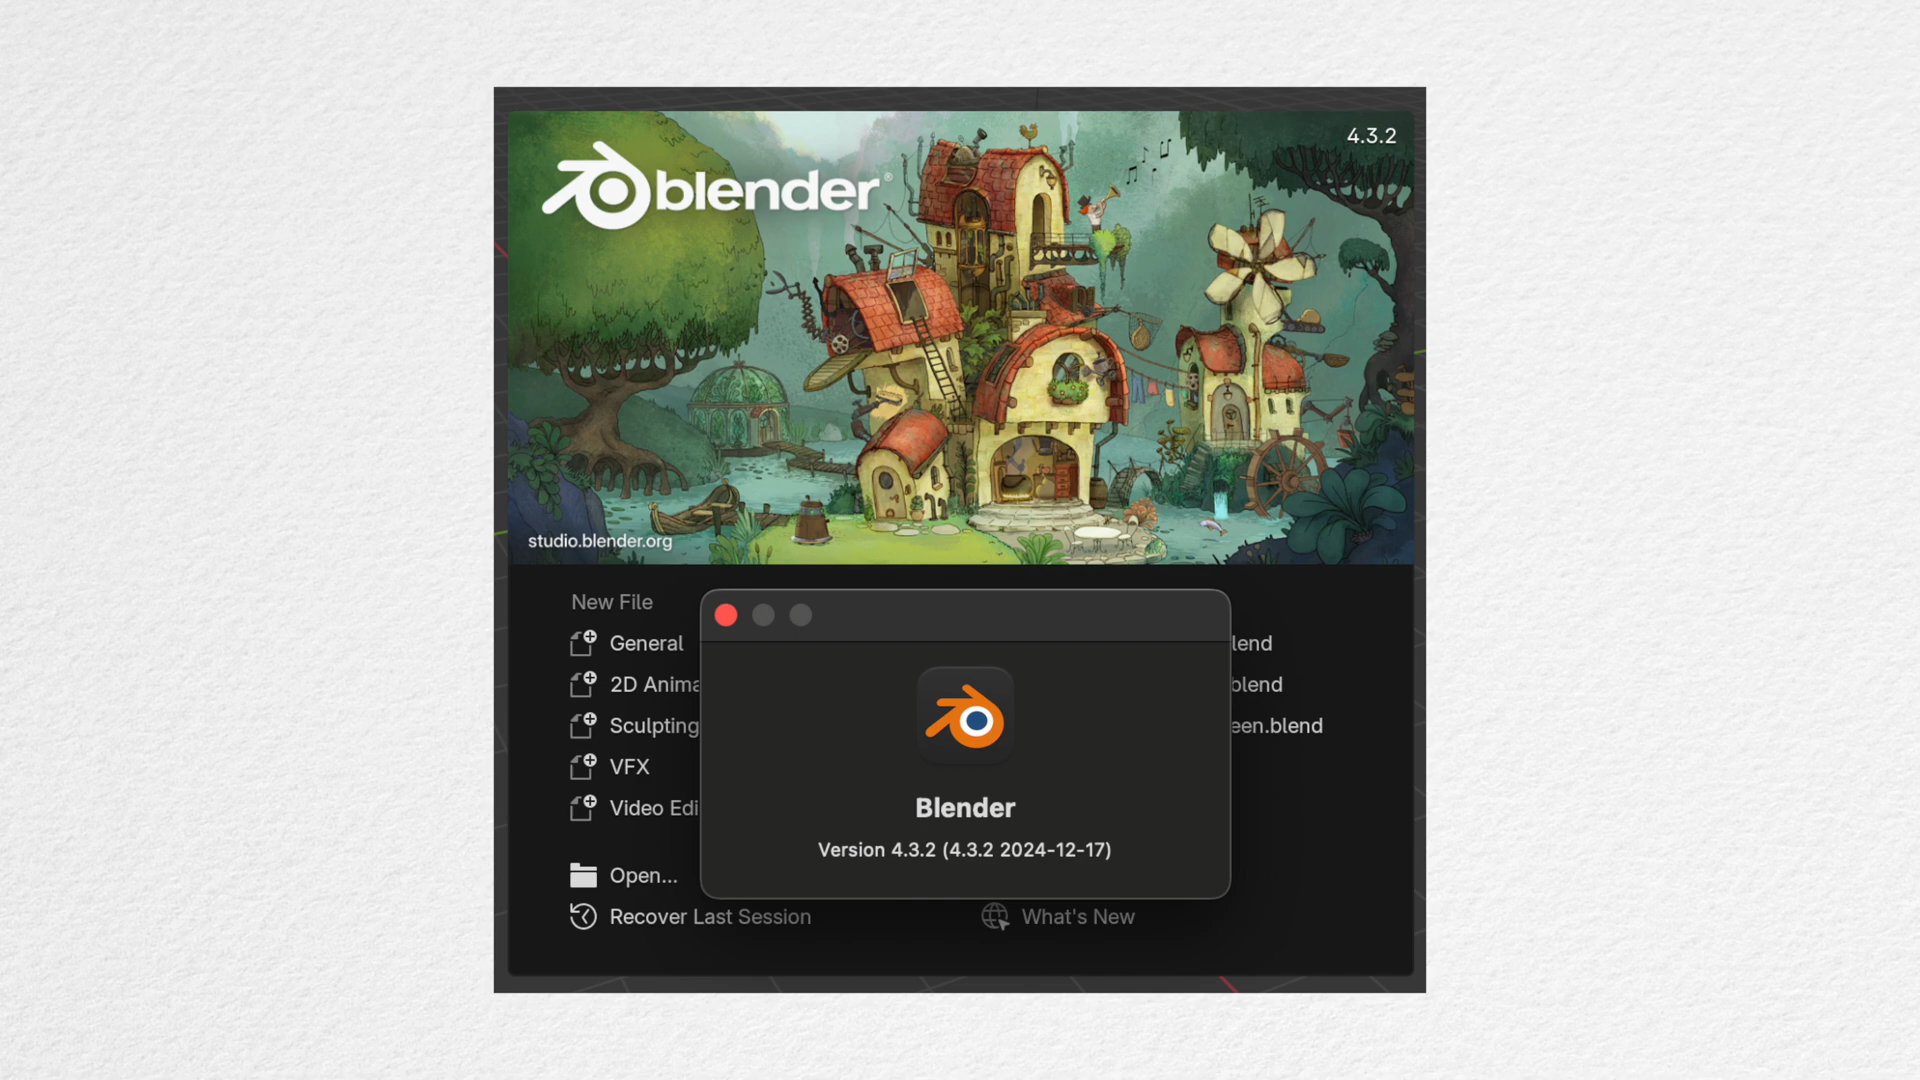 4.3.2
blender
studio.blender.org
New File
General
2D Anima
Sculpting
VFX
Video Edi
lend
blend
een.blend
Blender
Version 4.3.2 (4.3.2 2024-12-17)
Open...
Recover Last Session
What's New